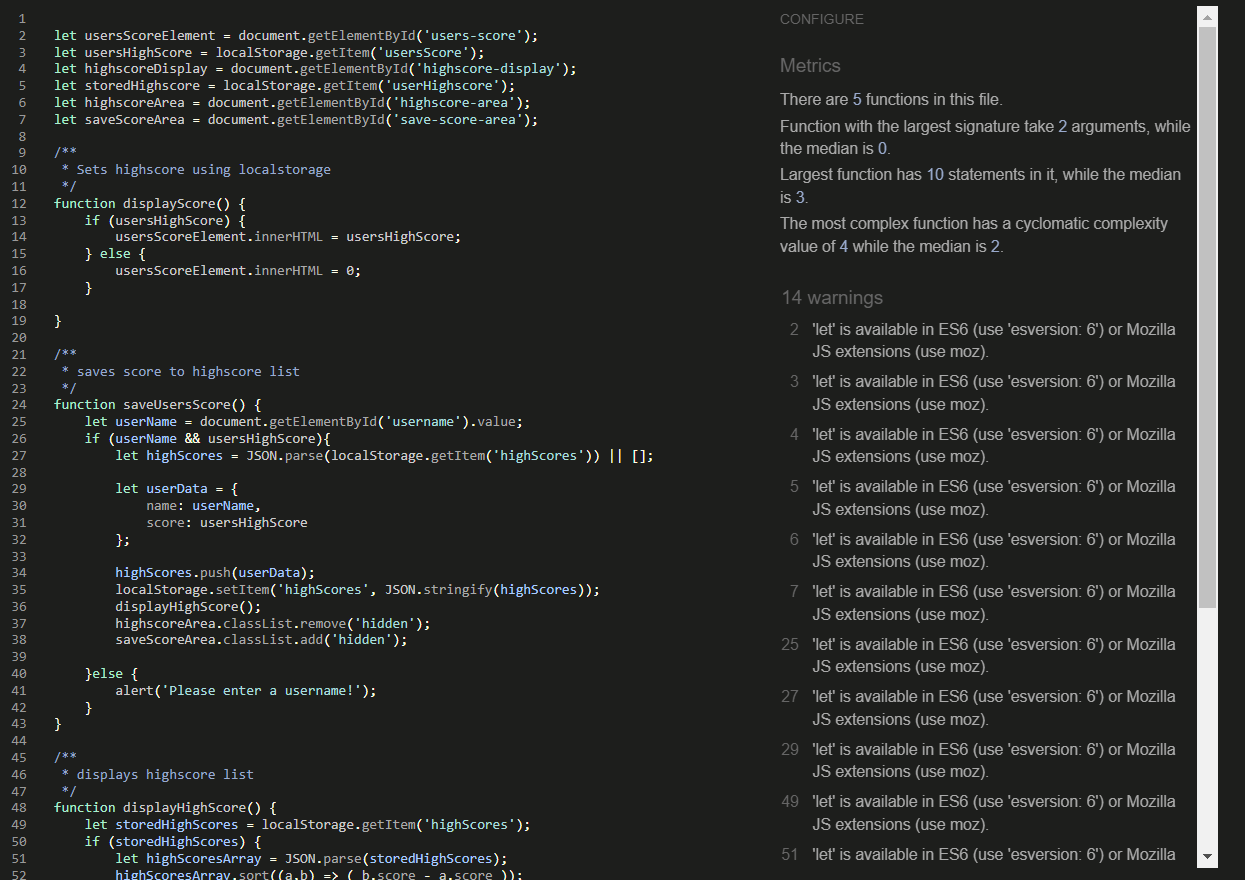 1
2 let usersScoreElement = document.getElementById('users-score');
3 let usersHighScore = localStorage.getItem('usersScore');
4 let highscoreDisplay = document.getElementById('highscore-display');
5 let storedHighscore = localStorage.getItem('userHighscore');
6 let highscoreArea = document.getElementById('highscore-area');
7 let saveScoreArea = document.getElementById('save-score-area');
8
9 /**
10 * Sets highscore using localstorage
11 */
12 function displayScore() {
13 if (usersHighScore) {
14 usersScoreElement.innerHTML = usersHighScore;
15 } else {
16 usersScoreElement.innerHTML = 0;
17 }
18
19 }
20
21 /**
22 * saves score to highscore list
23 */
24 function saveUsersScore() {
25 let userName = document.getElementById('username').value;
26 if (userName && usersHighScore){
27 let highScores = JSON.parse(localStorage.getItem('highScores')) || [];
28
29 let userData = {
30 name: userName,
31 score: usersHighScore
32 };
33
34 highScores.push(userData);
35 localStorage.setItem('highScores', JSON.stringify(highScores));
36 displayHighScore();
37 highscoreArea.classList.remove('hidden');
38 saveScoreArea.classList.add('hidden');
39
40 }else {
41 alert('Please enter a username!');
42 }
43 }
44
45 /**
46 * displays highscore list
47 */
48 function displayHighScore() {
49 let storedHighScores = localStorage.getItem('highScores');
50 if (storedHighScores) {
51 let highScoresArray = JSON.parse(storedHighScores);
52 highScoresArray.sort((a,b) => ( b.score - a.score ));
CONFIGURE
Metrics
There are 5 functions in this file.
Function with the largest signature take 2 arguments, while
the median is 0.
Largest function has 10 statements in it, while the median
is 3.
The most complex function has a cyclomatic complexity
value of 4 while the median is 2.
14 warnings
2 'let' is available in ES6 (use 'esversion: 6') or Mozilla
JS extensions (use moz).
3 'let' is available in ES6 (use 'esversion: 6') or Mozilla
JS extensions (use moz).
4 'let' is available in ES6 (use 'esversion: 6') or Mozilla
JS extensions (use moz).
5 'let' is available in ES6 (use 'esversion: 6') or Mozilla
JS extensions (use moz).
6 'let' is available in ES6 (use 'esversion: 6') or Mozilla
JS extensions (use moz).
7 'let' is available in ES6 (use 'esversion: 6') or Mozilla
JS extensions (use moz).
25 'let' is available in ES6 (use 'esversion: 6') or Mozilla
JS extensions (use moz).
27 'let' is available in ES6 (use 'esversion: 6') or Mozilla
JS extensions (use moz).
29 'let' is available in ES6 (use 'esversion: 6') or Mozilla
JS extensions (use moz).
49 'let' is available in ES6 (use 'esversion: 6') or Mozilla
JS extensions (use moz).
51 'let' is available in ES6 (use 'esversion: 6') or Mozilla